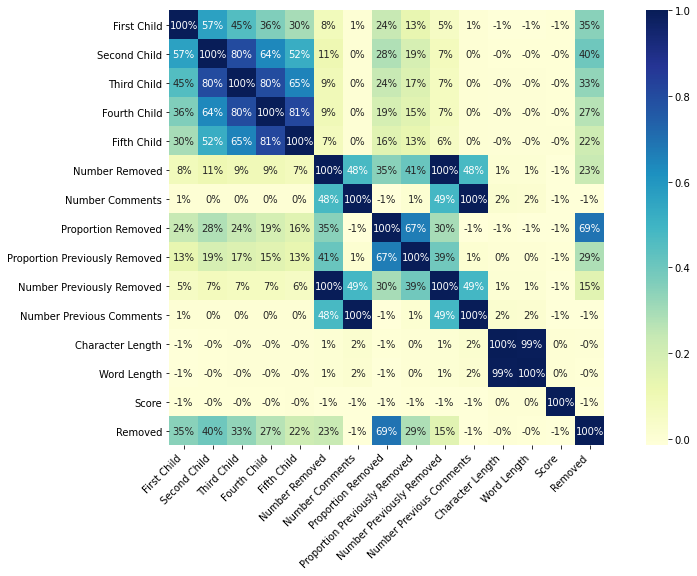 First Child 100% 57% 45% 36% 30% 8% 1% 24% 13% 5% 1% -1% -1% -1% 35%
Second Child 57% 100% 80% 64% 52% 11% 0% 28% 19% 7% 0% -0% -0% -0% 40%
Third Child 45% 80% 100% 80% 65% 9% 0% 24% 17% 7% 0% -0% -0% -0% 33%
Fourth Child 36% 64% 80% 100% 81% 9% 0% 19% 15% 7% 0% -0% -0% -0% 27%
Fifth Child 30% 52% 65% 81% 100% 7% 0% 16% 13% 6% 0% -0% -0% -0% 22%
Number Removed 8% 11% 9% 9% 7% 100% 48% 35% 41% 100% 48% 1% 1% -1% 23%
Number Comments 1% 0% 0% 0% 0% 48% 100% -1% 1% 49% 100% 2% 2% -1% -1%
Proportion Removed 24% 28% 24% 19% 16% 35% -1% 100% 67% 30% -1% -1% -1% -1% 69%
Proportion Previously Removed 13% 19% 17% 15% 13% 41% 1% 67% 100% 39% 1% 0% 0% -1% 29%
Number Previously Removed 5% 7% 7% 7% 6% 100% 49% 30% 39% 100% 49% 1% 1% -1% 15%
Number Previous Comments 1% 0% 0% 0% 0% 48% 100% -1% 1% 49% 100% 2% 2% -1% -1%
Character Length -1% -0% -0% -0% -0% 1% 2% -1% 0% 1% 2% 100% 99% 0% -0%
Word Length -1% -0% -0% -0% -0% 1% 2% -1% 0% 1% 2% 99% 100% 0% -0%
Score -1% -0% -0% -0% -0% -1% -1% -1% -1% -1% -1% 0% 0% 100% -1%
Removed 35% 40% 33% 27% 22% 23% -1% 69% 29% 15% -1% -0% -0% -1% 100%
First Child
Second Child
Third Child
Fourth Child
Fifth Child
Number Removed
Number Comments
Proportion Removed
Proportion Previously Removed
Number Previously Removed
Number Previous Comments
Character Length
Word Length
Score
Removed
1.0
0.8
0.6
0.4
0.2
0.0